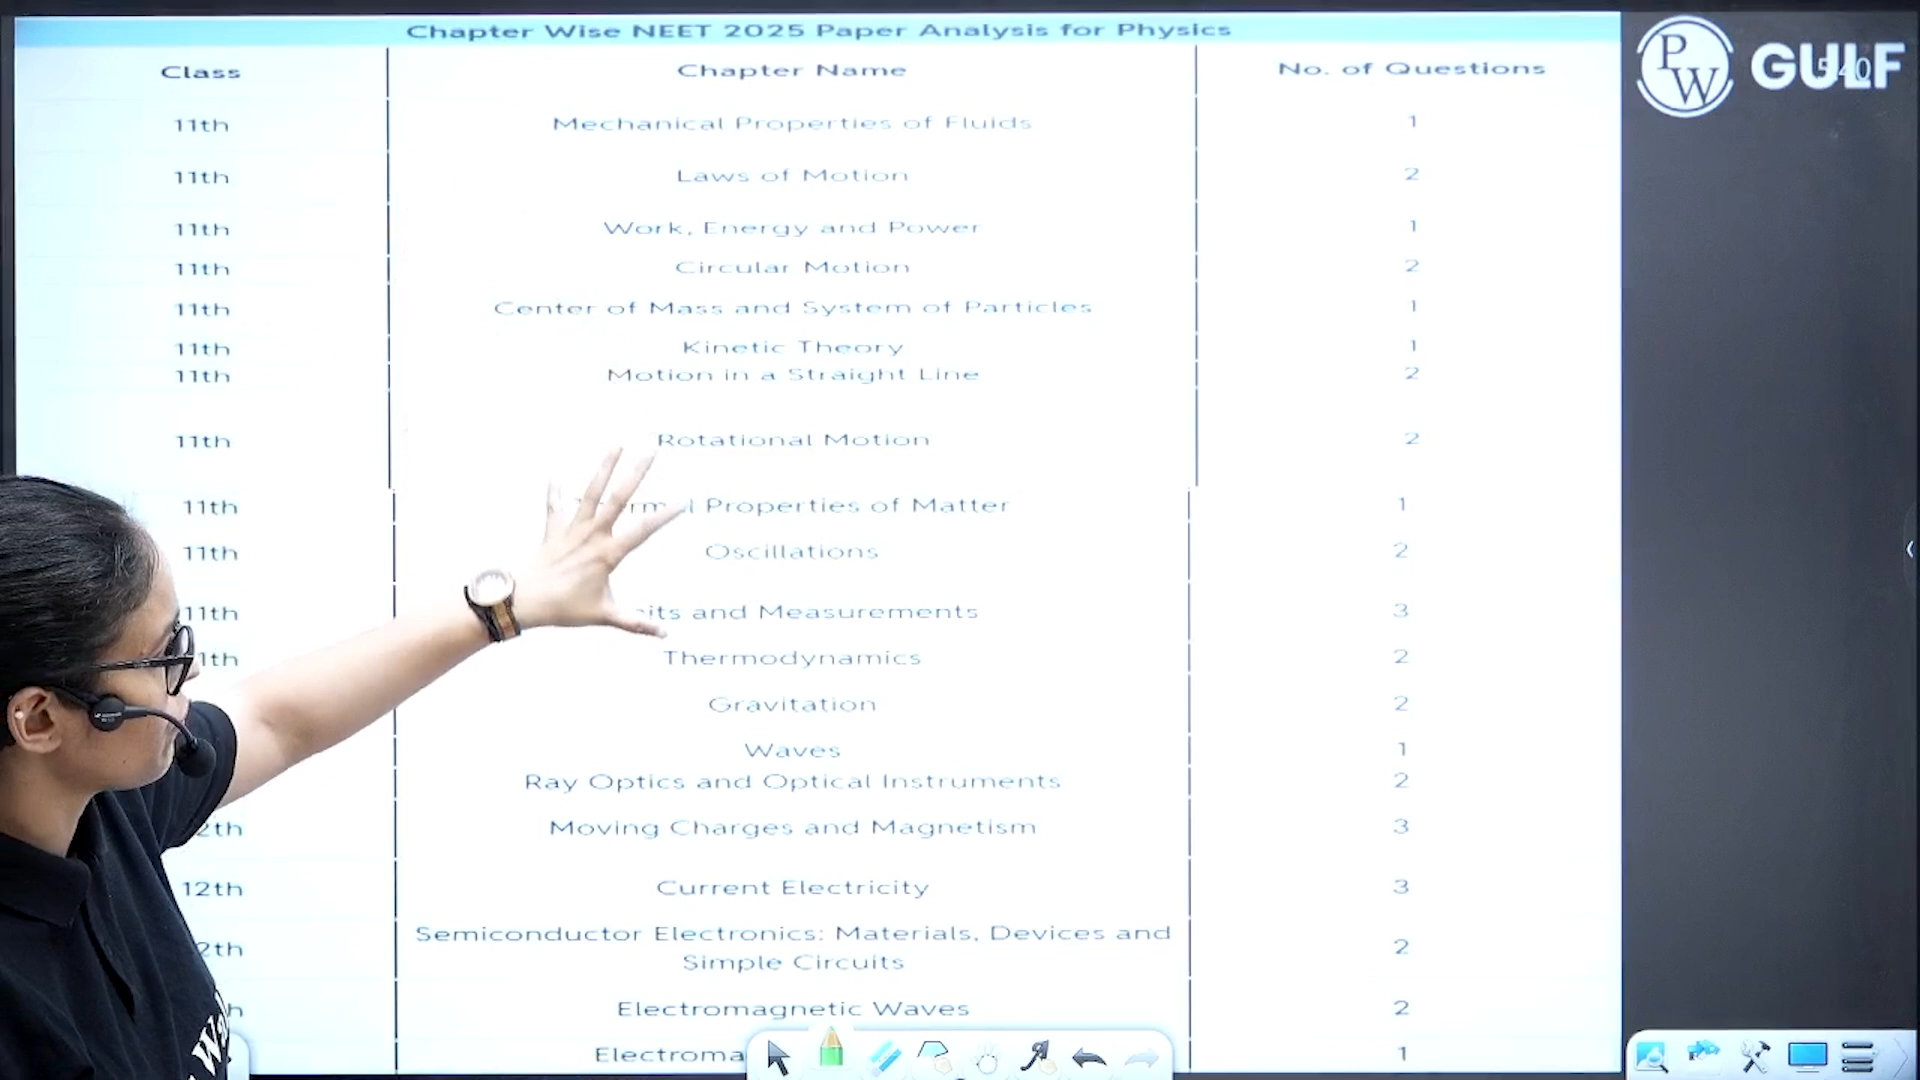 Chapter Wise NEET 2025 Paper Analysis for Physics
Class Chapter Name No. of Questions
11th Mechanical Properties of Fluids 1
11th Laws of Motion 2
11th Work, Energy and Power 1
11th Circular Motion 2
11th Center of Mass and System of Particles 1
11th Kinetic Theory 1
11th Motion in a Straight Line 2
11th Rotational Motion 2
11th Properties of Matter 1
11th Oscillations 2
11th and Measurements 3
Thermodynamics 2
Gravitation 2
Waves 1
Ray Optics and Optical Instruments 2
Moving Charges and Magnetism 3
12th Current Electricity 3
Semiconductor Electronics: Materials, Devices and
Simple Circuits
2
Electromagnetic Waves 2
1
PW GULF